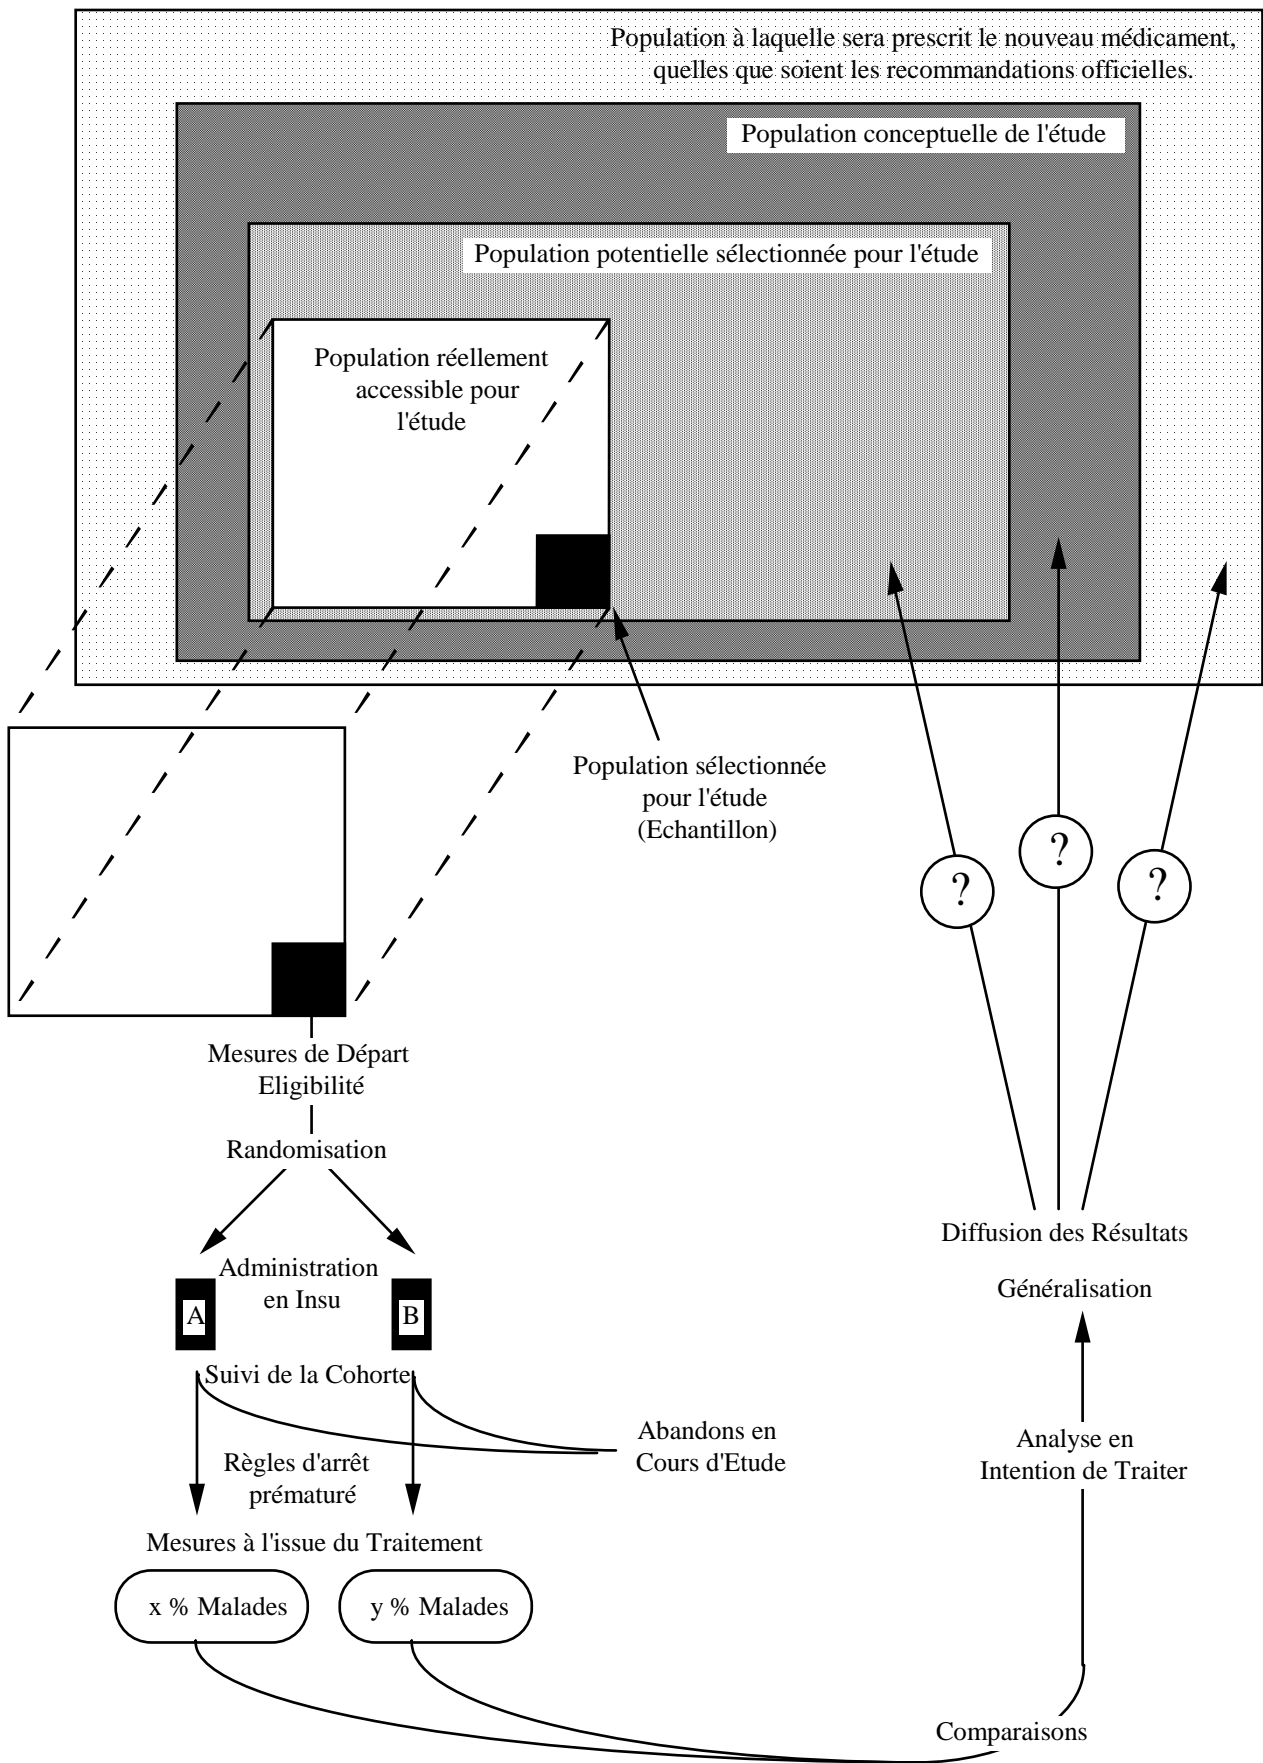 Population à laquelle sera prescrit le nouveau médicament,
quelles que soient les recommandations officielles.
Population conceptuelle de l'étude
Population potentielle sélectionnée pour l'étude
Population réellement
accessible pour
l'étude
Population sélectionnée
pour l'étude
(Echantillon)
?
?
?
Mesures de Départ
Eligibilité
Randomisation
Administration
en Insu
A
B
Suivi de la Cohorte
Abandons en
Cours d'Etude
Règles d'arrêt
prématuré
Mesures à l'issue du Traitement
x % Malades
y % Malades
Comparaisons
Analyse en
Intention de Traiter
Généralisation
Diffusion des Résultats